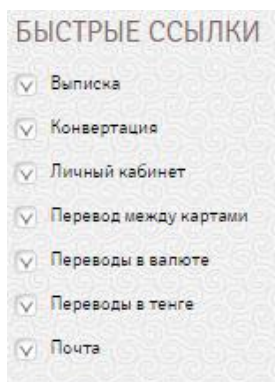 БЫСТРЫЕ ССЫЛКИ
Выписка
Конвертация
Личный кабинет
Перевод между картами
Переводы в валюте
Переводы в тенге
Почта